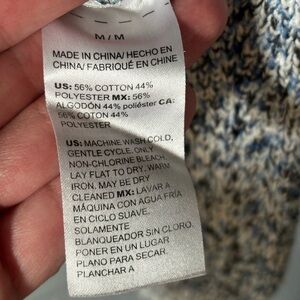 M/M
MADE IN CHINA/ HECHO EN
CHINA/ FABRIQUÉ EN CHINE
US: 56% COTTON 44%
POLYESTER MX: 56%
ALGODÓN 44% poliéster CA:
56% COTON 44%
POLYESTER
US: MACHINE WASH COLD,
GENTLE CYCLE. ONLY
NON-CHLORINE BLEACH.
LAY FLAT TO DRY. WARM
IRON. MAY BE DRY
CLEANED MX: LAVAR A
MÁQUINA CON AGUA FRÍA
EN CICLO SUAVE.
SOLAMENTE
BLANQUEADOR SIN CLORO.
PONER EN UN LUGAR
PLANO PARA SECAR.
PLANCHAR A